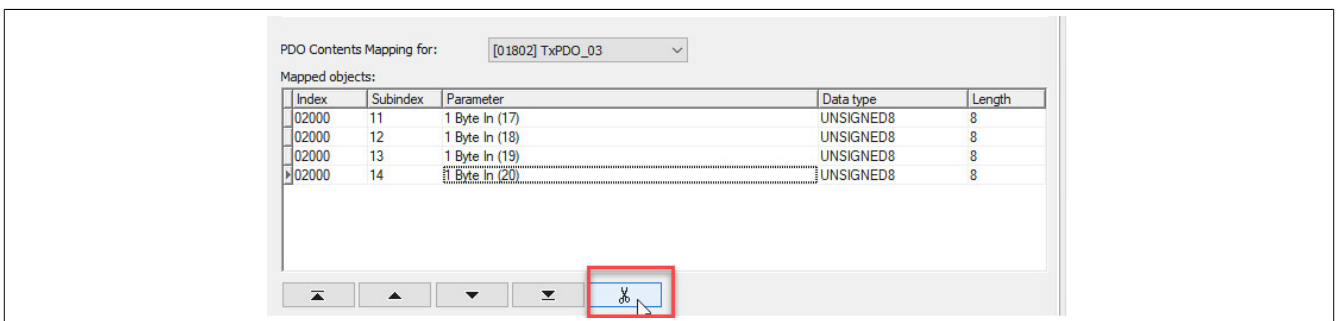 PDO Contents Mapping for: [01802] TxPDO_03
Mapped objects:
Index Subindex Parameter Data type Length
02000 11 1 Byte In (17) UNSIGNED8 8
02000 12 1 Byte In (18) UNSIGNED8 8
02000 13 1 Byte In (19) UNSIGNED8 8
02000 14 1 Byte In (20) UNSIGNED8 8